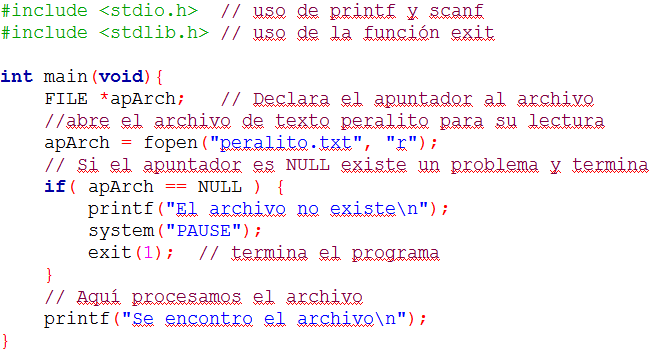 #include <stdio.h>  // uso de printf y scanf
#include <stdlib.h> // uso de la función exit

int main(void){
    FILE *apArch;   // Declara el apuntador al archivo
    //abre el archivo de texto peralito para su lectura
    apArch = fopen("peralito.txt", "r");
    // Si el apuntador es NULL existe un problema y termina
    if( apArch == NULL ) {
        printf("El archivo no existe\n");
        system("PAUSE");
        exit(1);  // termina el programa
    }
    // Aquí procesamos el archivo
    printf("Se encontro el archivo\n");
}